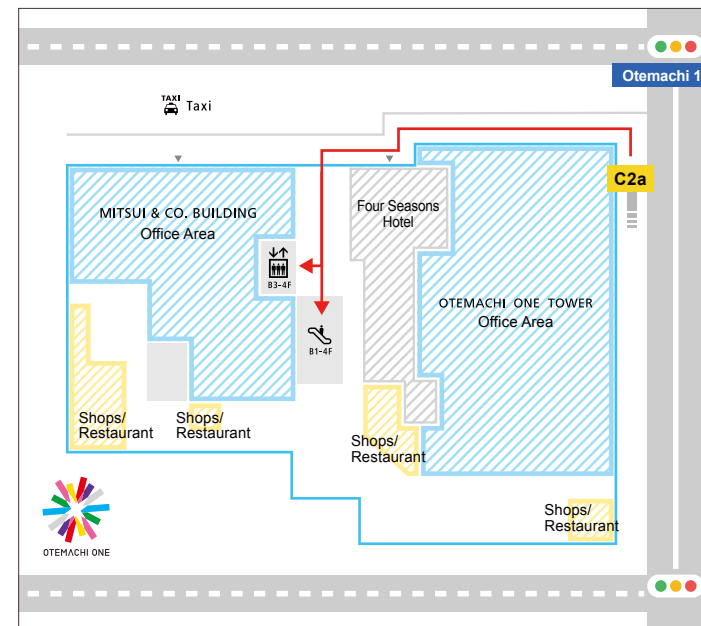 Otemachi 1
TAXI
Taxi
C2a
MITSUI & CO. BUILDING
Office Area
Four Seasons
Hotel
B3-4F
OTEMACHI ONE TOWER
Office Area
B1-4F
Shops/
Restaurant
Shops/
Restaurant
Shops/
Restaurant
Shops/
Restaurant
OTEMACHI ONE